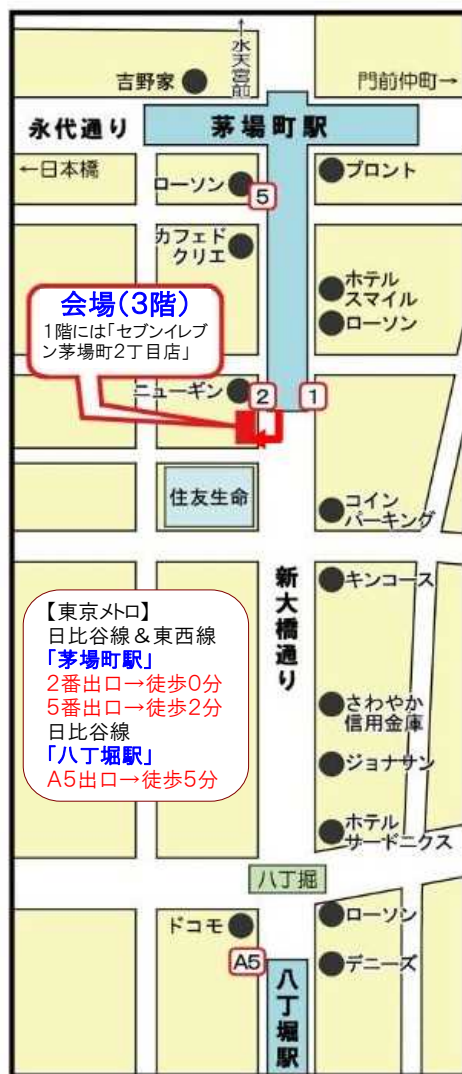 ↑水天宮前
吉野家
門前仲町→
永代通り
茅場町駅
←日本橋
ローソン
5
プロント
カフェド
クリエ
ホテル
スマイル
ローソン
会場(3階)
1階には「セブンイレブ
ン茅場町2丁目店」
ニューギン
2
1
住友生命
コイン
パーキング
新大橋通り
キンコース
【東京メトロ】
日比谷線&東西線
「茅場町駅」
2番出口→徒歩0分
5番出口→徒歩2分
日比谷線
「八丁堀駅」
A5出口→徒歩5分
さわやか
信用金庫
ジョナサン
ホテル
サードニクス
八丁堀
ドコモ
ローソン
A5
デニーズ
八丁堀駅